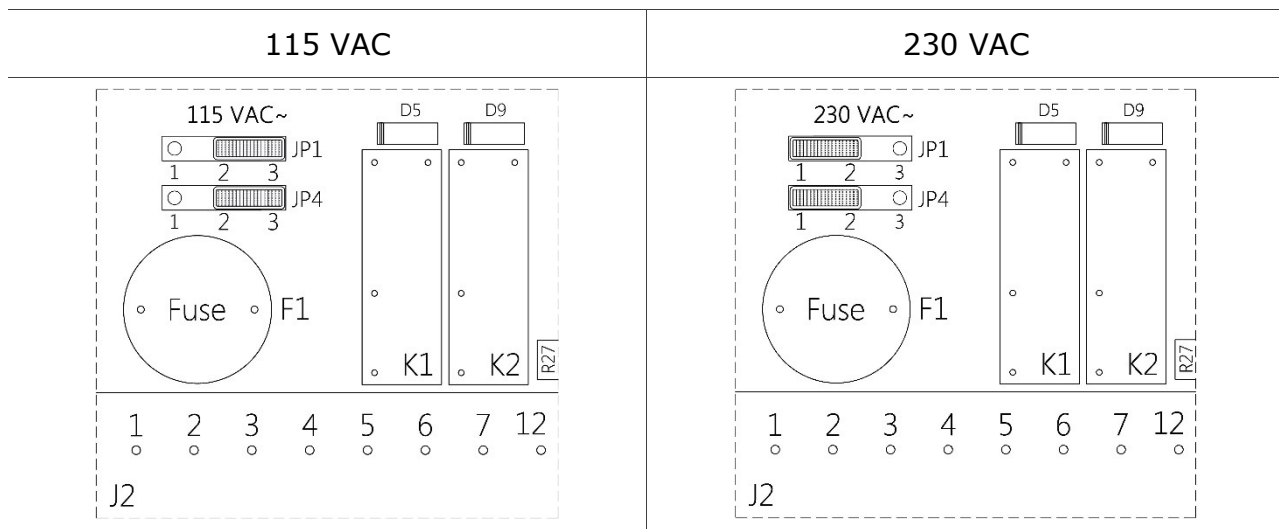 115 VAC
230 VAC
115 VAC~
D5
D9
JP1
1 2 3
JP4
1 2 3
Fuse
F1
K1
K2
R27
1 2 3 4 5 6 7 12
J2
230 VAC~
D5
D9
JP1
1 2 3
JP4
1 2 3
Fuse
F1
K1
K2
R27
1 2 3 4 5 6 7 12
J2